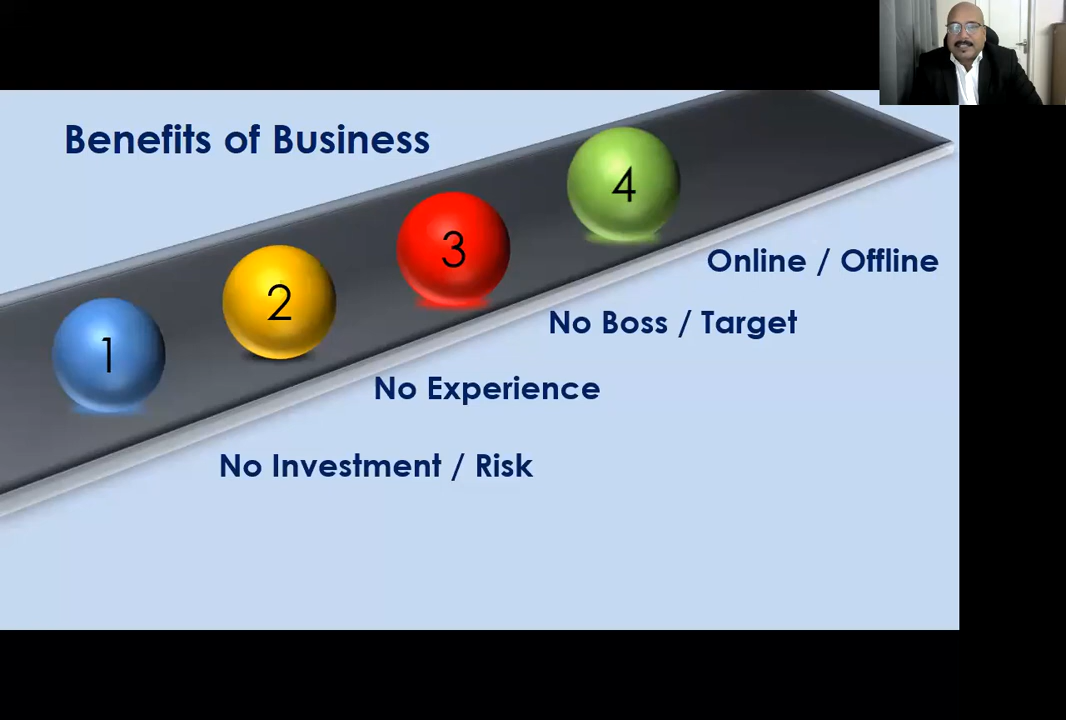 Benefits of Business
1
2
3
4
No Investment / Risk
No Experience
No Boss / Target
Online / Offline